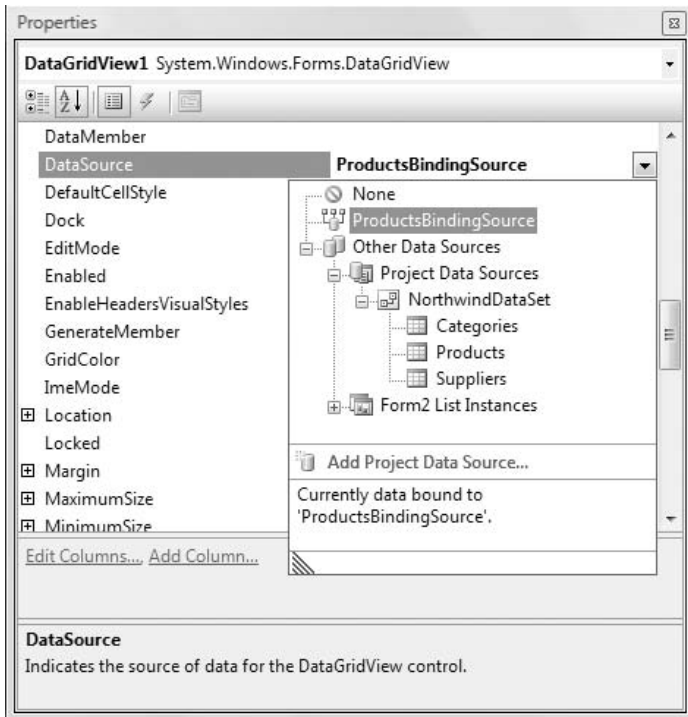 Properties
DataGridView1 System.Windows.Forms.DataGridView
DataMember
DataSource ProductsBindingSource
DefaultCellStyle
Dock
EditMode
Enabled
EnableHeadersVisualStyles
GenerateMember
GridColor
ImeMode
Location
Locked
Margin
MaximumSize
MinimumSize
None
ProductsBindingSource
Other Data Sources
Project Data Sources
NorthwindDataSet
Categories
Products
Suppliers
Form2 List Instances
Add Project Data Source...
Currently data bound to
'ProductsBindingSource'.
Edit Columns..., Add Column...
DataSource
Indicates the source of data for the DataGridView control.